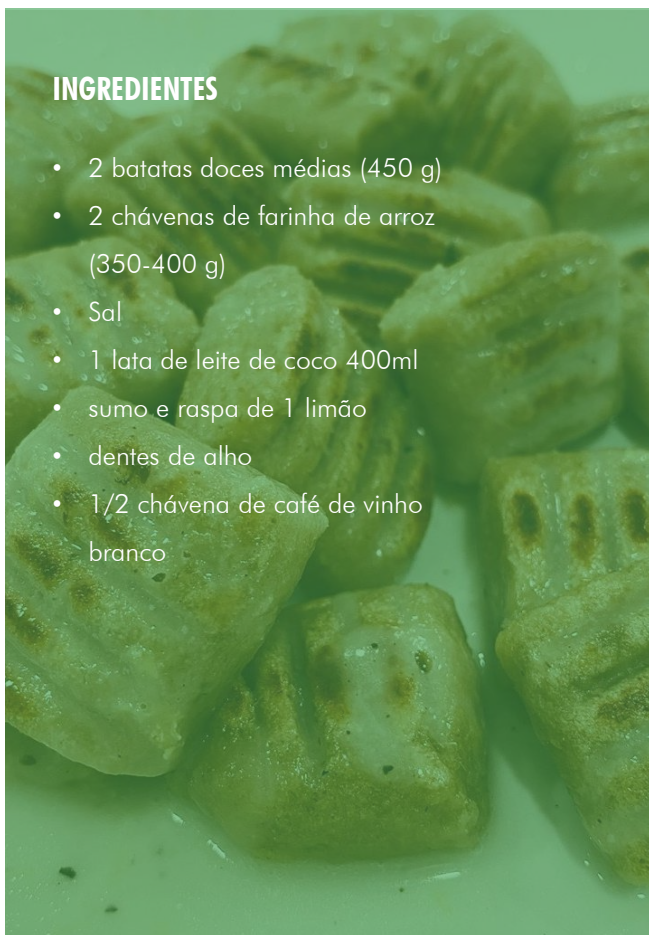 INGREDIENTES
• 2 batatas doces médias (450 g)
• 2 chávenas de farinha de arroz
(350-400 g)
• Sal
• 1 lata de leite de coco 400ml
• sumo e raspa de 1 limão
• dentes de alho
• 1/2 chávena de café de vinho
branco